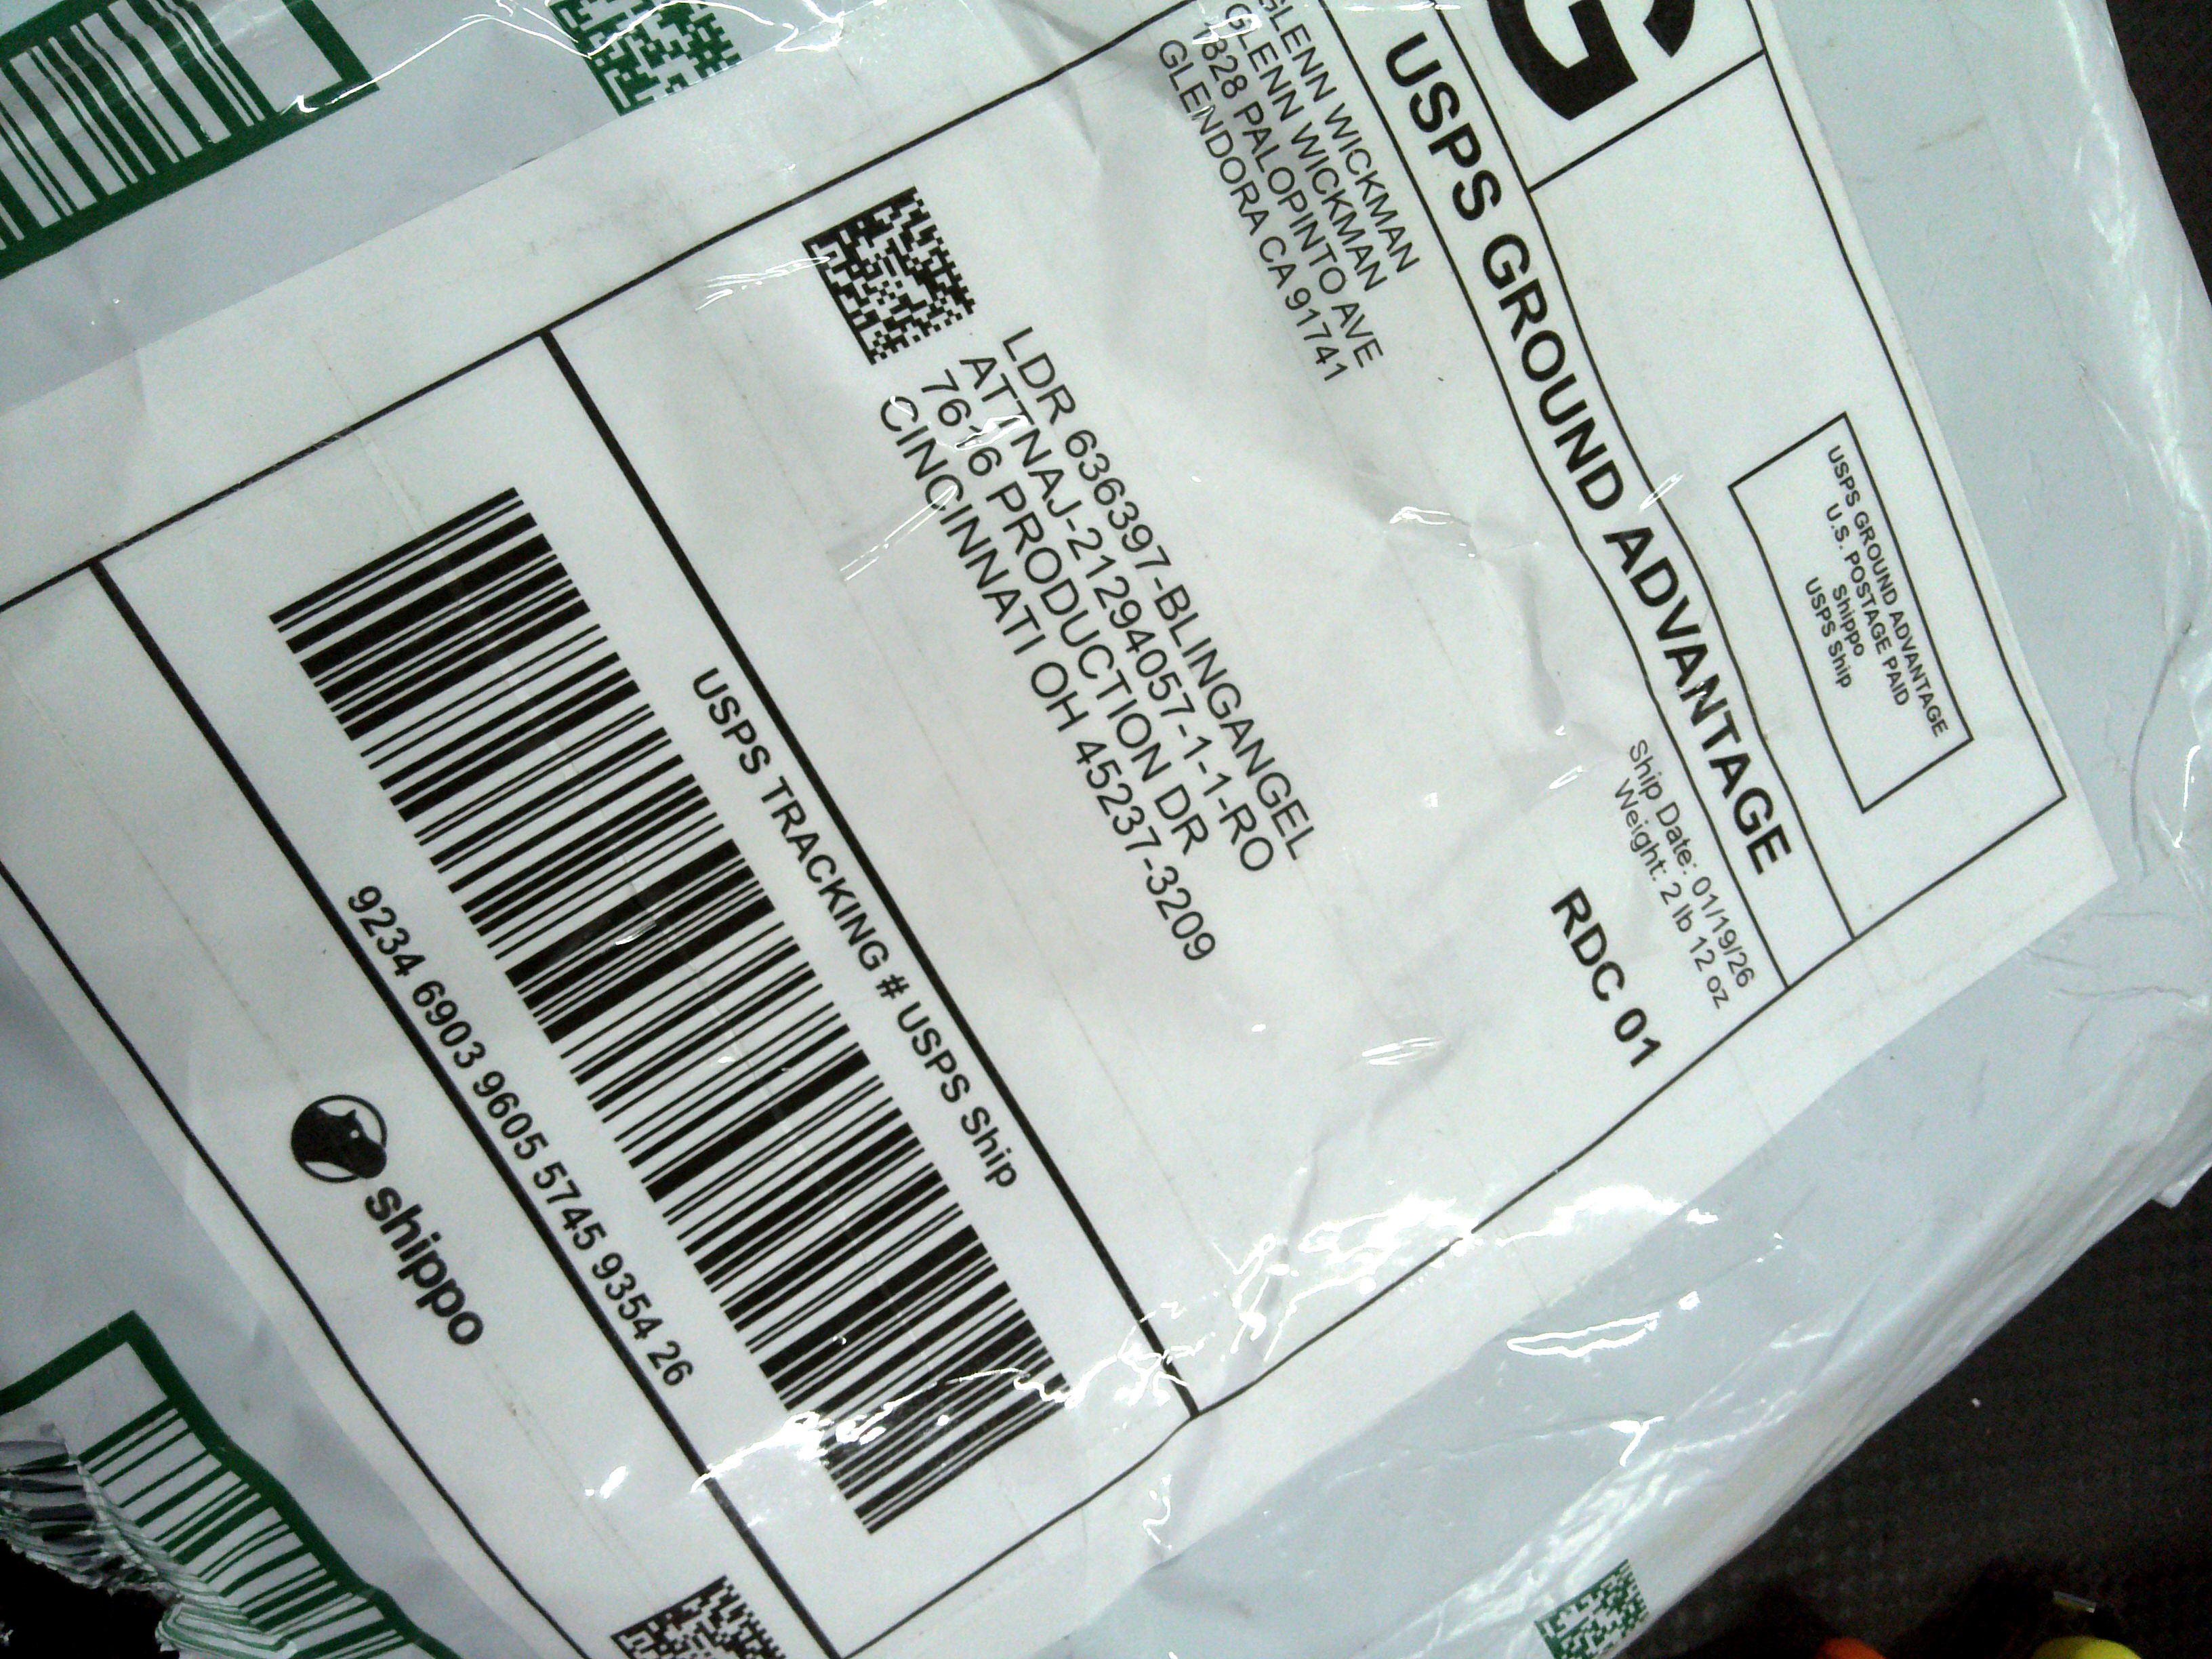 G
USPS GROUND ADVANTAGE
U.S. POSTAGE PAID
Shippo
USPS Ship
USPS GROUND ADVANTAGE
GLENN WICKMAN
GLENN WICKMAN
1328 PALOPINTO AVE
GLENDORA CA 91741
Ship Date: 01/19/26
Weight: 2 lb 12 oz
RDC 01
LDR 636397-BLINGANGEL
ATTNAJ-21294057-1-1-RO
7616 PRODUCTION DR
CINCINNATI OH 45237-3209
USPS TRACKING # USPS Ship
9234 6903 9605 5745 9354 26
shippo